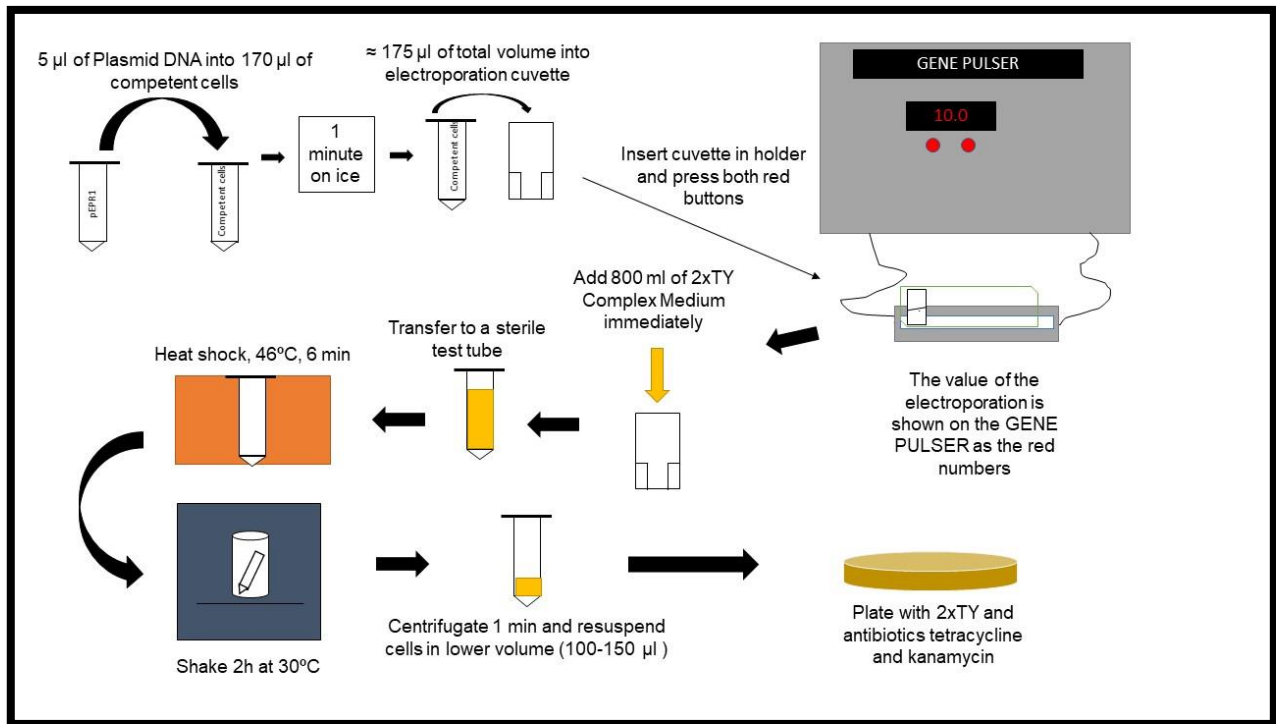 5 µl of Plasmid DNA into 170 µl of
competent cells
≈ 175 µl of total volume into
electroporation cuvette
GENE PULSER
10.0
pEPR1
Competent cells
1
minute
on ice
Competent cells
Insert cuvette in holder
and press both red
buttons
Add 800 ml of 2xTY
Complex Medium
immediately
Transfer to a sterile
test tube
Heat shock, 46ºC, 6 min
The value of the
electroporation is
shown on the GENE
PULSER as the red
numbers
Shake 2h at 30ºC
Centrifugate 1 min and resuspend
cells in lower volume (100-150 µl )
Plate with 2xTY and
antibiotics tetracycline
and kanamycin